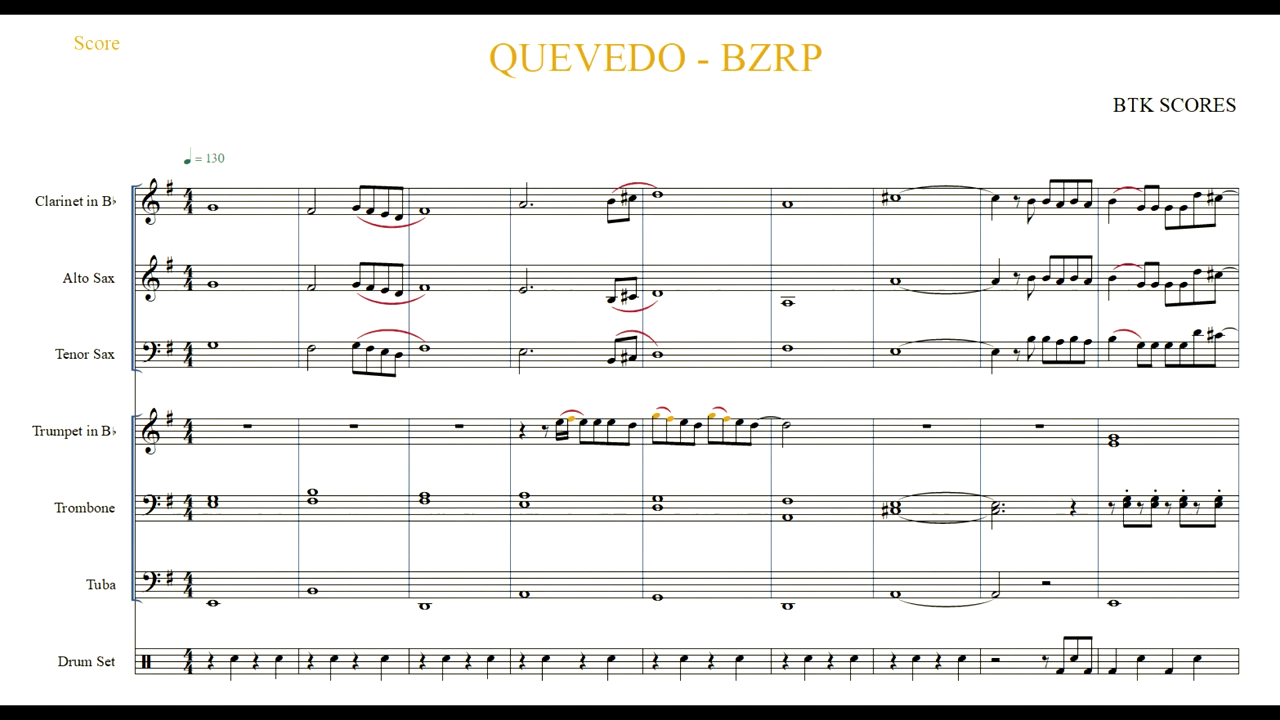 Score
QUEVEDO - BZRP
BTK SCORES
= 130
Clarinet in B♭
Alto Sax
Tenor Sax
Trumpet in B♭
Trombone
Tuba
Drum Set